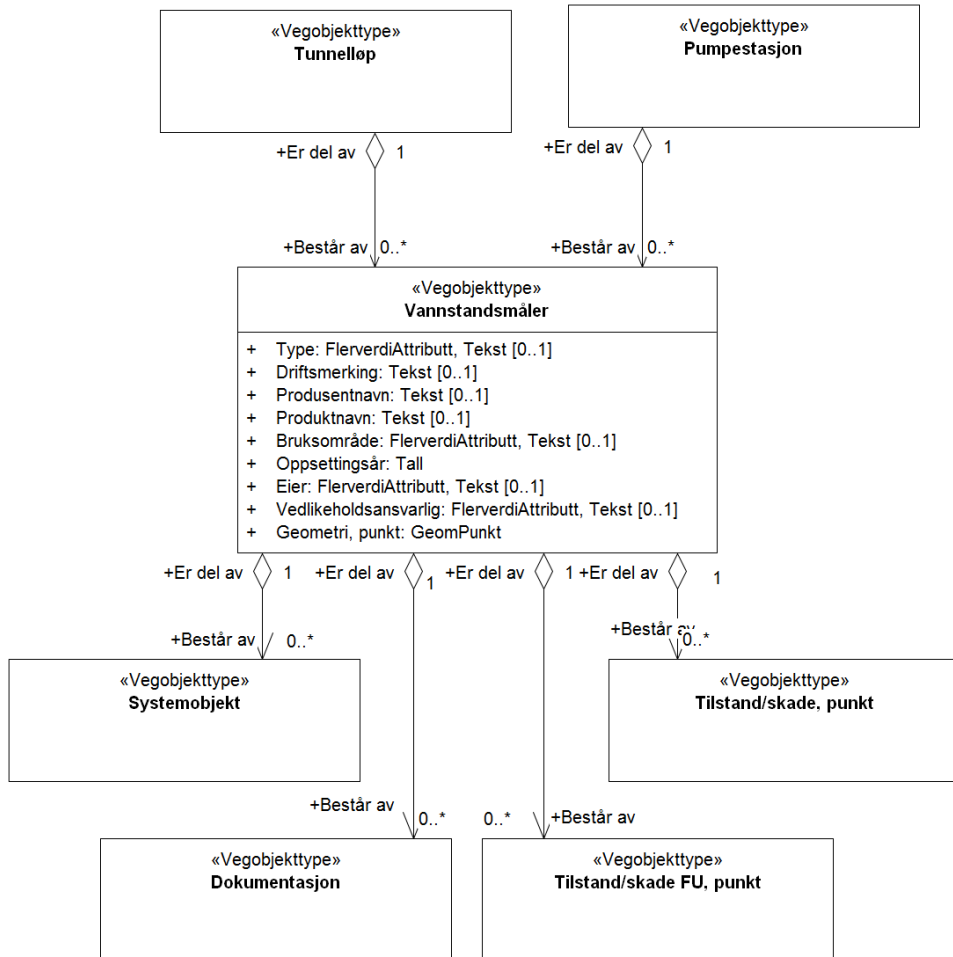 «Vegobjekttype»
Tunnelløp
«Vegobjekttype»
Pumpestasjon
+Er del av 1
+Er del av 1
+Består av 0..*
+Består av 0..*
«Vegobjekttype»
Vannstandsmåler
+ Type: FlerverdiAttributt, Tekst [0..1]
+ Driftsmerking: Tekst [0..1]
+ Produsentnavn: Tekst [0..1]
+ Produktnavn: Tekst [0..1]
+ Bruksområde: FlerverdiAttributt, Tekst [0..1]
+ Oppsettingsår: Tall
+ Eier: FlerverdiAttributt, Tekst [0..1]
+ Vedlikeholdsansvarlig: FlerverdiAttributt, Tekst [0..1]
+ Geometri, punkt: GeomPunkt
+Er del av 1
+Er del av 1
+Er del av 1
+Er del av 1
+Består av 0..*
+Består av 0..*
«Vegobjekttype»
Systemobjekt
«Vegobjekttype»
Tilstand/skade, punkt
+Består av 0..*
0..* +Består av
«Vegobjekttype»
Dokumentasjon
«Vegobjekttype»
Tilstand/skade FU, punkt